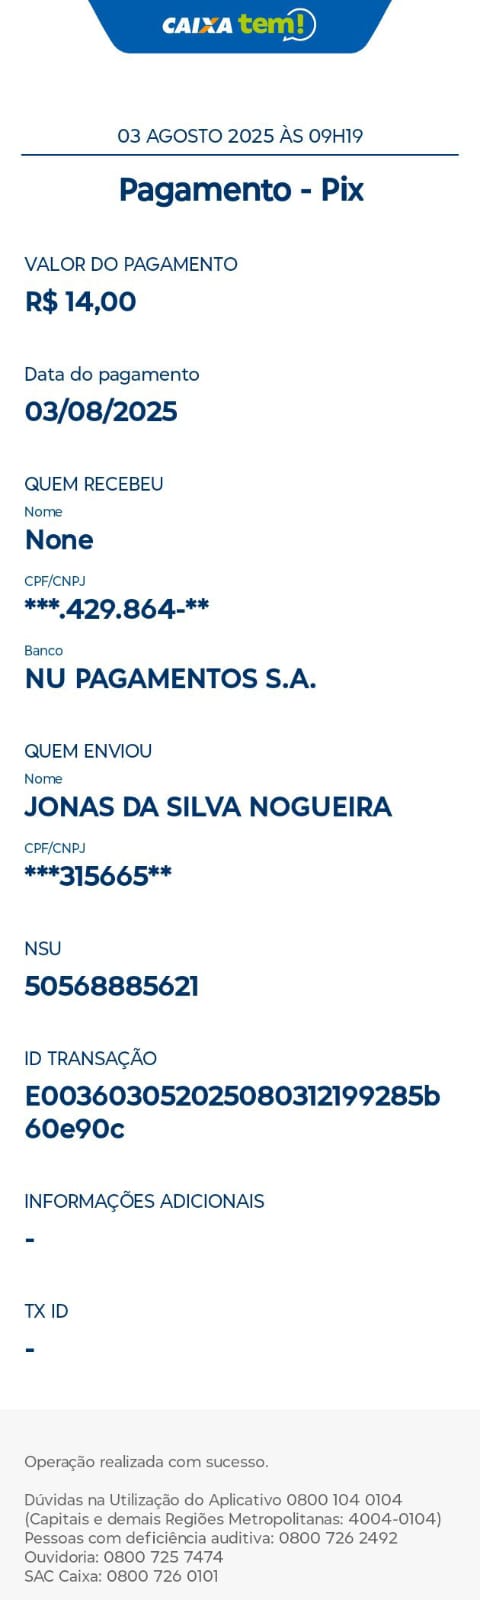 CAIXA tem!
03 AGOSTO 2025 ÀS 09H19
Pagamento - Pix
VALOR DO PAGAMENTO
R$ 14,00
Data do pagamento
03/08/2025
QUEM RECEBEU
Nome
None
CPF/CNPJ
***.429.864-**
Banco
NU PAGAMENTOS S.A.
QUEM ENVIOU
Nome
JONAS DA SILVA NOGUEIRA
CPF/CNPJ
***315665**
NSU
50568885621
ID TRANSAÇÃO
E00360305202508031219928​5b
60e90c
INFORMAÇÕES ADICIONAIS
-
TX ID
-
Operação realizada com sucesso.
Dúvidas na Utilização do Aplicativo 0800 104 0104
(Capitais e demais Regiões Metropolitanas: 4004-0104)
Pessoas com deficiência auditiva: 0800 726 2492
Ouvidoria: 0800 725 7474
SAC Caixa: 0800 726 0101